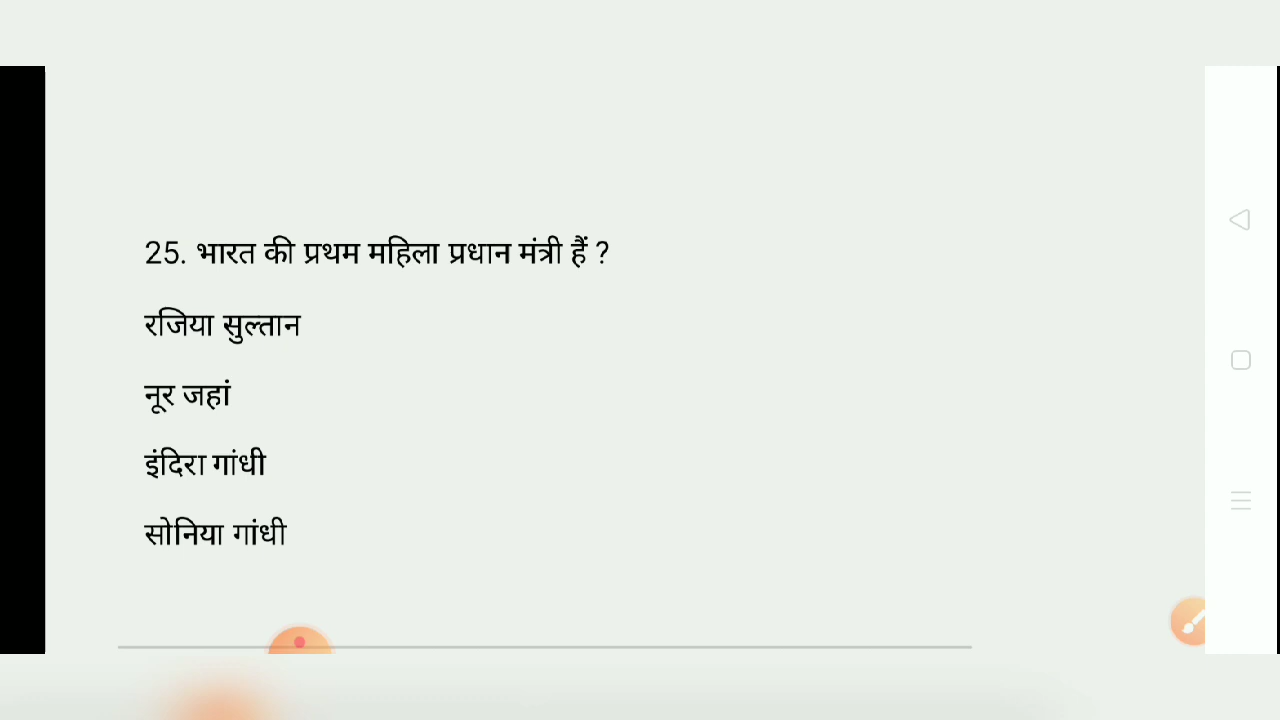 25. भारत की प्रथम महिला प्रधान मंत्री हैं ?
रजिया सुल्तान
नूर जहां
इंदिरा गांधी
सोनिया गांधी